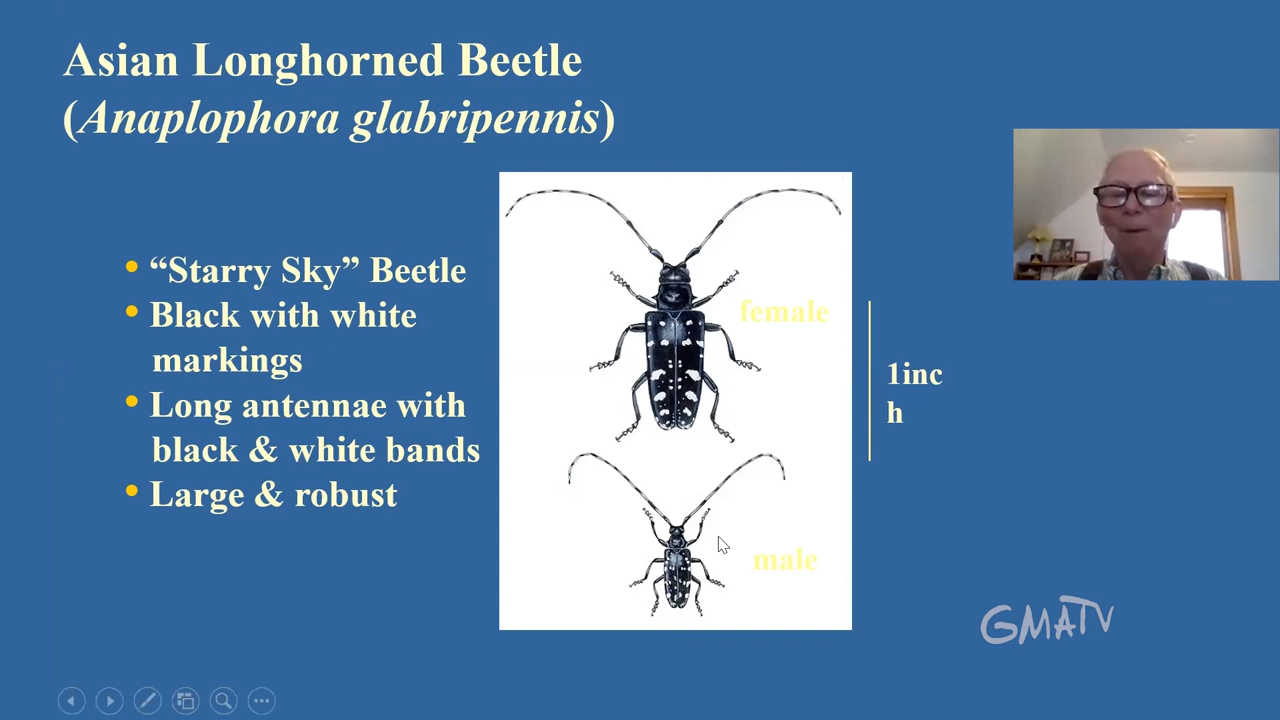 Asian Longhorned Beetle
(Anaplophora glabripennis)
• “Starry Sky” Beetle
• Black with white
markings
• Long antennae with
black & white bands
• Large & robust
female
1inc
h
male
GMATV